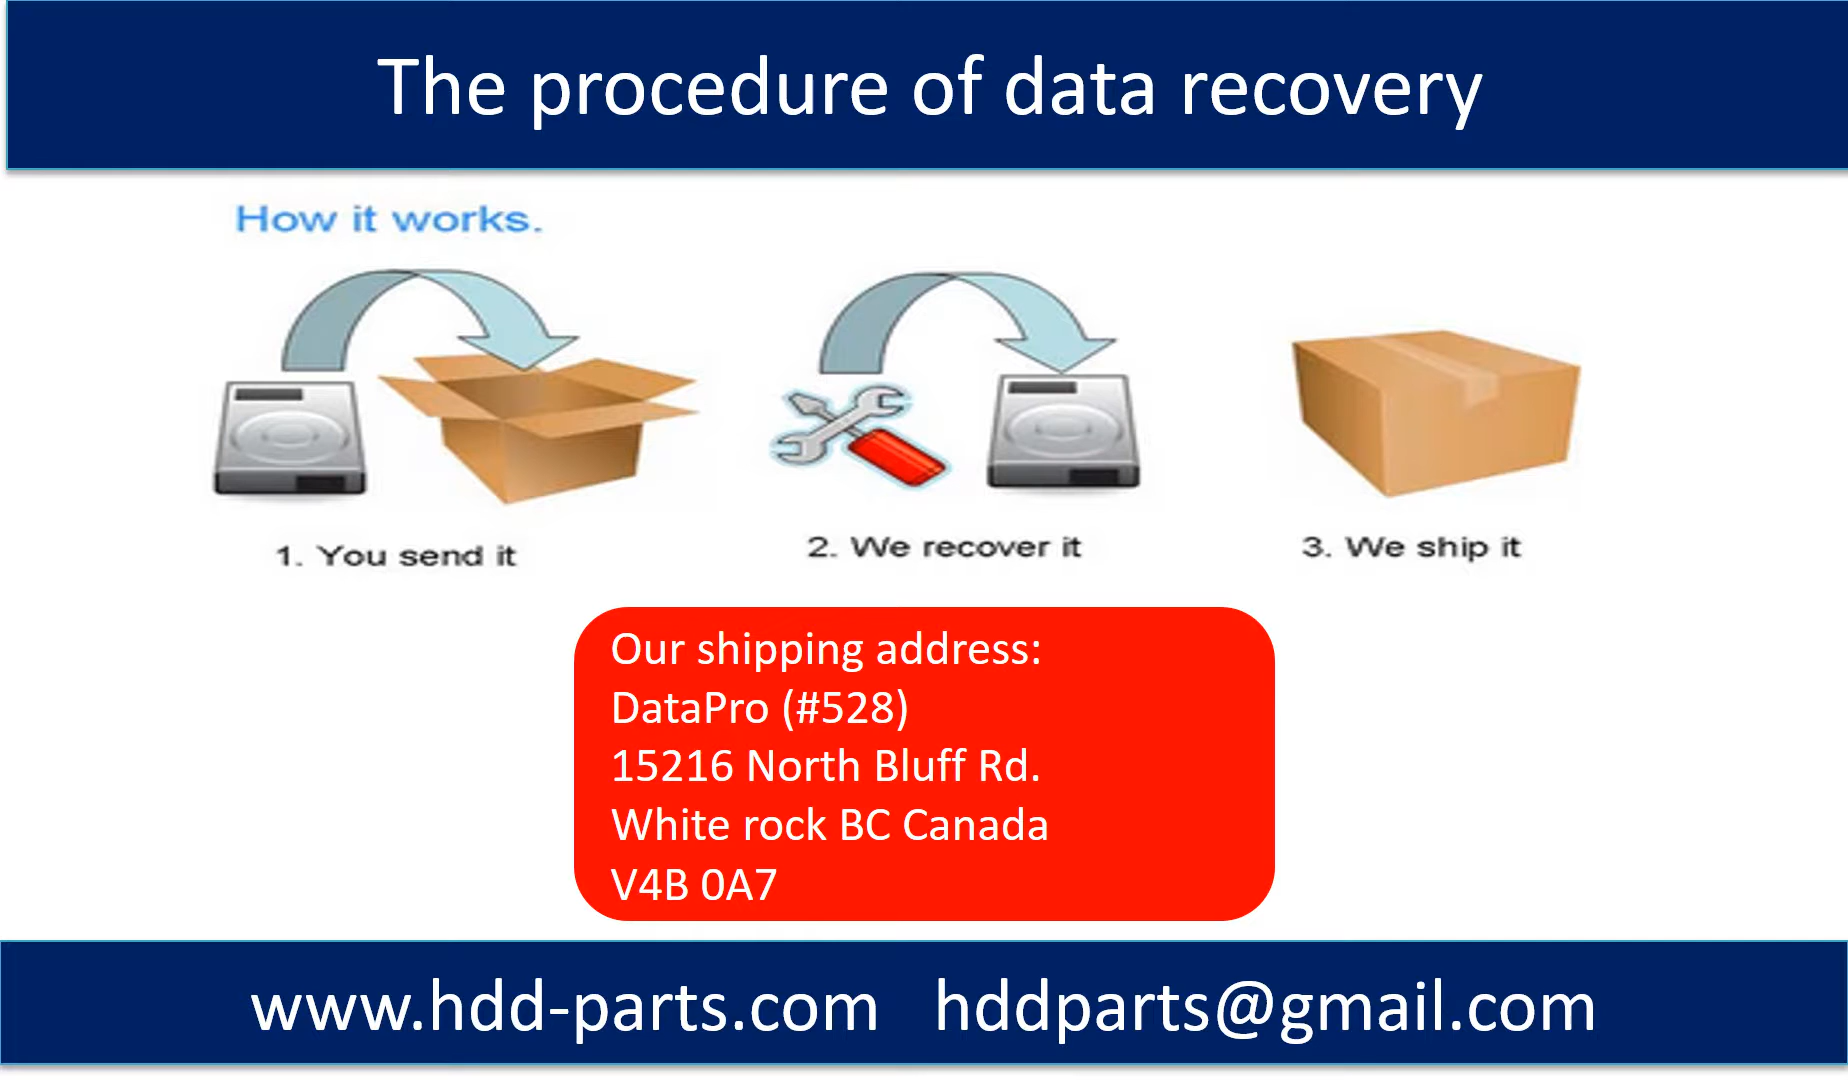 The procedure of data recovery
How it works.
1. You send it
2. We recover it
3. We ship it
Our shipping address:
DataPro (#528)
15216 North Bluff Rd.
White rock BC Canada
V4B 0A7
www.hdd-parts.com hddparts@gmail.com